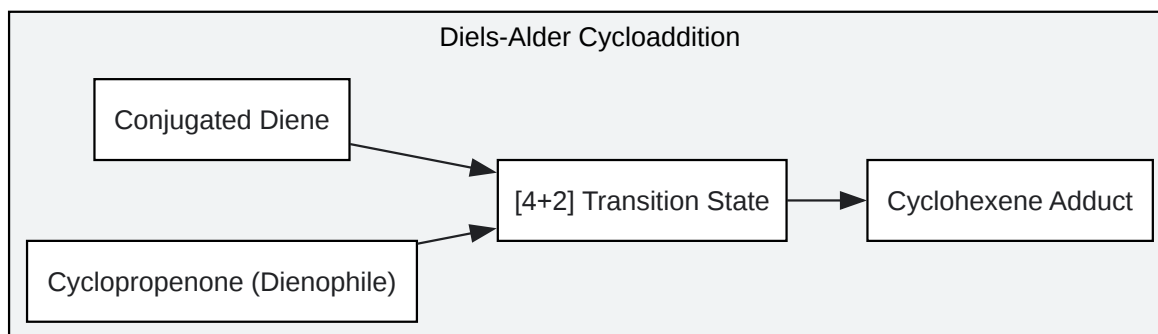 Diels-Alder Cycloaddition
Conjugated Diene
[4+2] Transition State
Cyclohexene Adduct
Cyclopropenone (Dienophile)